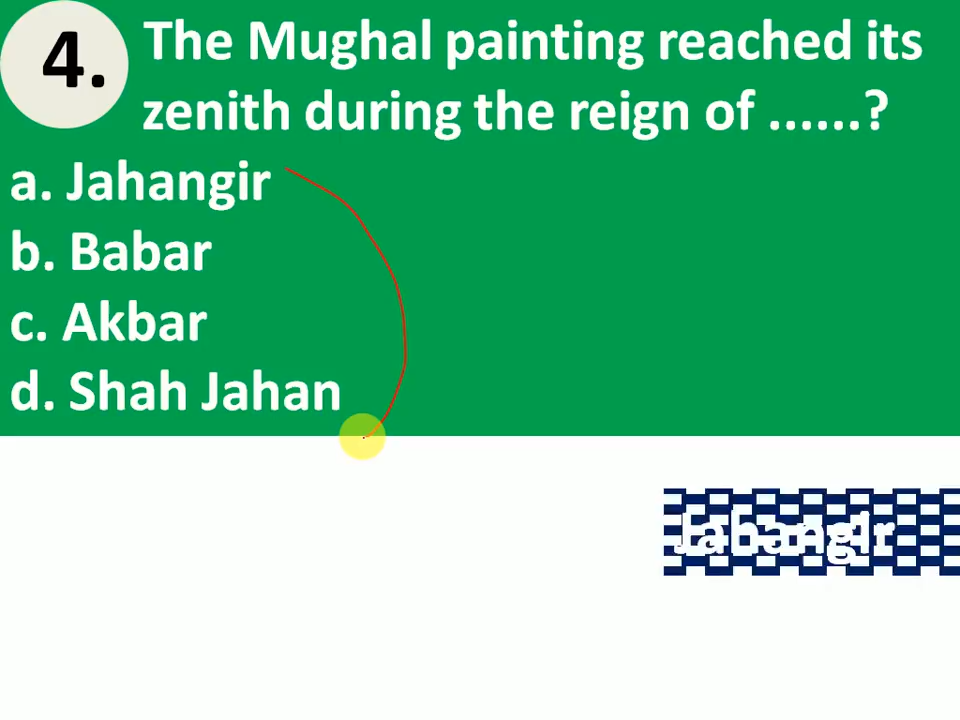 4. The Mughal painting reached its
zenith during the reign of ......?
a. Jahangir
b. Babar
c. Akbar
d. Shah Jahan
Jahangir